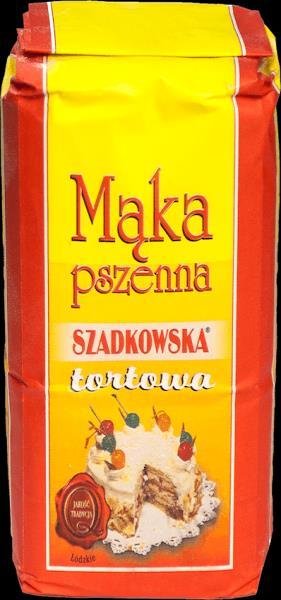 Mąka
pszenna
SZADKOWSKA®
tortowa
JAKOŚĆ
TRADYCJA
Łódzkie